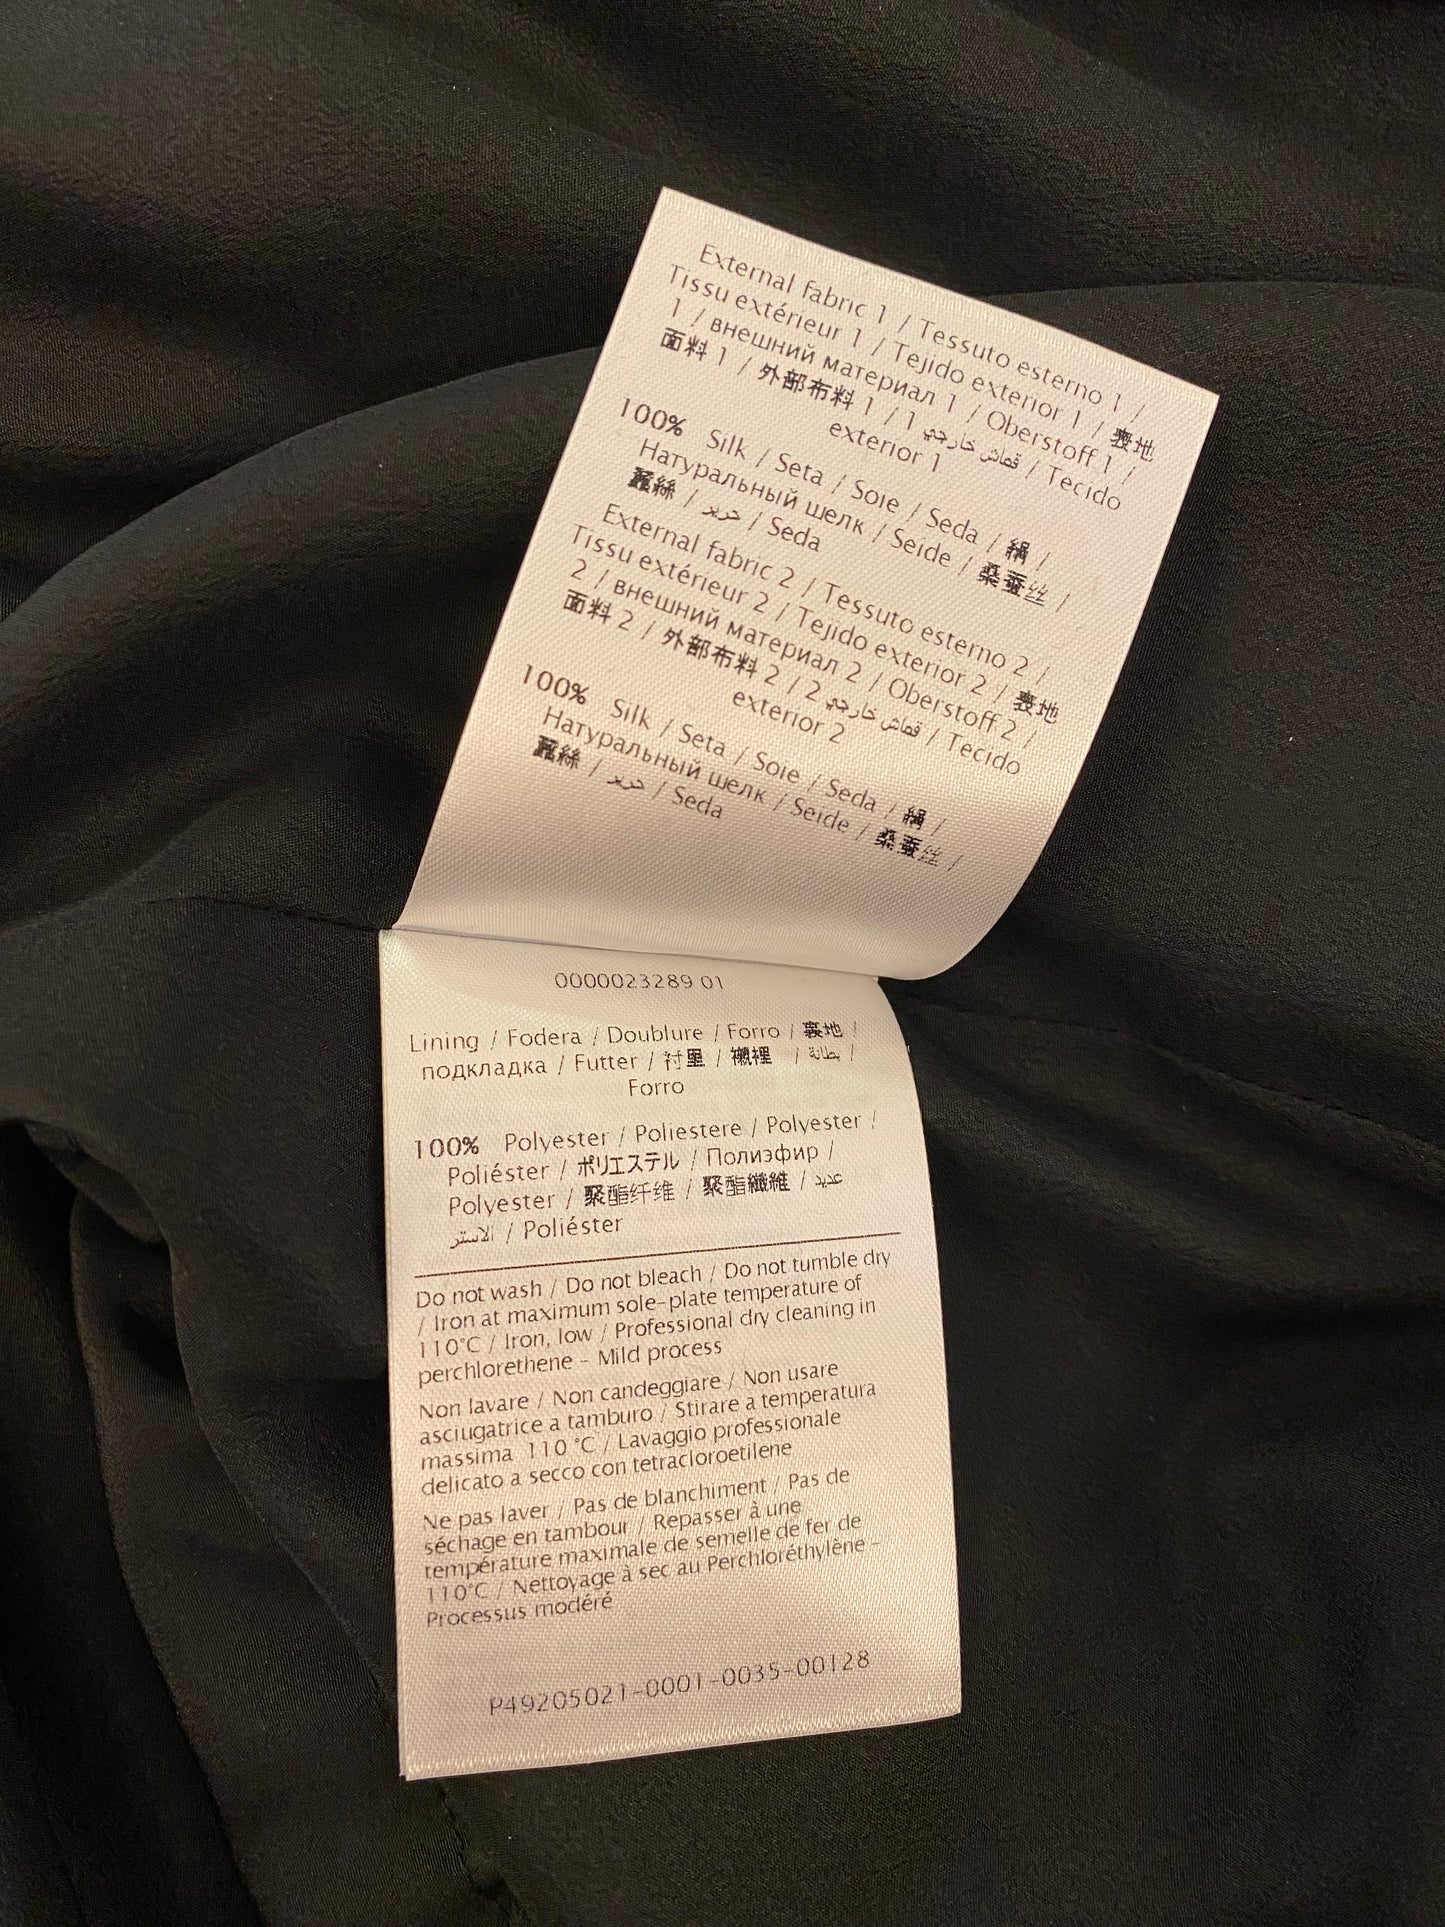 External fabric 1 / Tessuto esterno 1 /
Tissu extérieur 1 / Tejido exterior 1 / 表地
1 / внешний материал 1 / Oberstoff 1 /
面料 1 / 外部布料 1 / 1 قماش خارجي / Tecido
exterior 1
100% Silk / Seta / Soie / Seda / 絹 /
Натуральный шелк / Seide / 桑蚕丝 /
蠶絲 / حرير / Seda
External fabric 2 / Tessuto esterno 2 /
Tissu extérieur 2 / Tejido exterior 2 / 表地
2 / внешний материал 2 / Oberstoff 2 /
面料 2 / 外部布料 2 / 2 قماش خارجي / Tecido
exterior 2
100% Silk / Seta / Soie / Seda / 絹 /
Натуральный шелк / Seide / 桑蚕丝 /
蠶絲 / حرير / Seda
0000023289 01
Lining / Fodera / Doublure / Forro / 裏地 /
подкладка / Futter / 衬里 / 襯裡 / بطانة /
Forro
100% Polyester / Poliestere / Polyester /
Poliéster / ポリエステル / Полиэфир /
Polyester / 聚酯纤维 / 聚酯纖維 / عديد
الاستر / Poliéster
Do not wash / Do not bleach / Do not tumble dry
/ Iron at maximum sole-plate temperature of
110°C / Iron, low / Professional dry cleaning in
perchlorethene - Mild process
Non lavare / Non candeggiare / Non usare
asciugatrice a tamburo / Stirare a temperatura
massima 110 °C / Lavaggio professionale
delicato a secco con tetracloroetilene
Ne pas laver / Pas de blanchiment / Pas de
séchage en tambour / Repasser à une
température maximale de semelle de fer de
110°C / Nettoyage à sec au Perchloréthylène -
Processus modéré
P49205021-0001-0035-00128